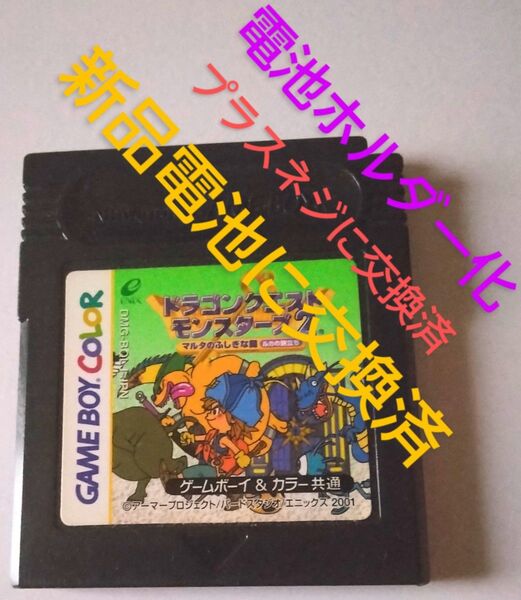 電池ホルダー化
プラスネジに交換済
新品電池に交換済
ENIX
ドラゴンクエスト
モンスターズ2
マルタのふしぎな鍵 ルカの旅立ち
GAME BOY COLOR
ゲームボーイ & カラー共通
©アーマープロジェクト/バードスタジオ/エニックス 2001